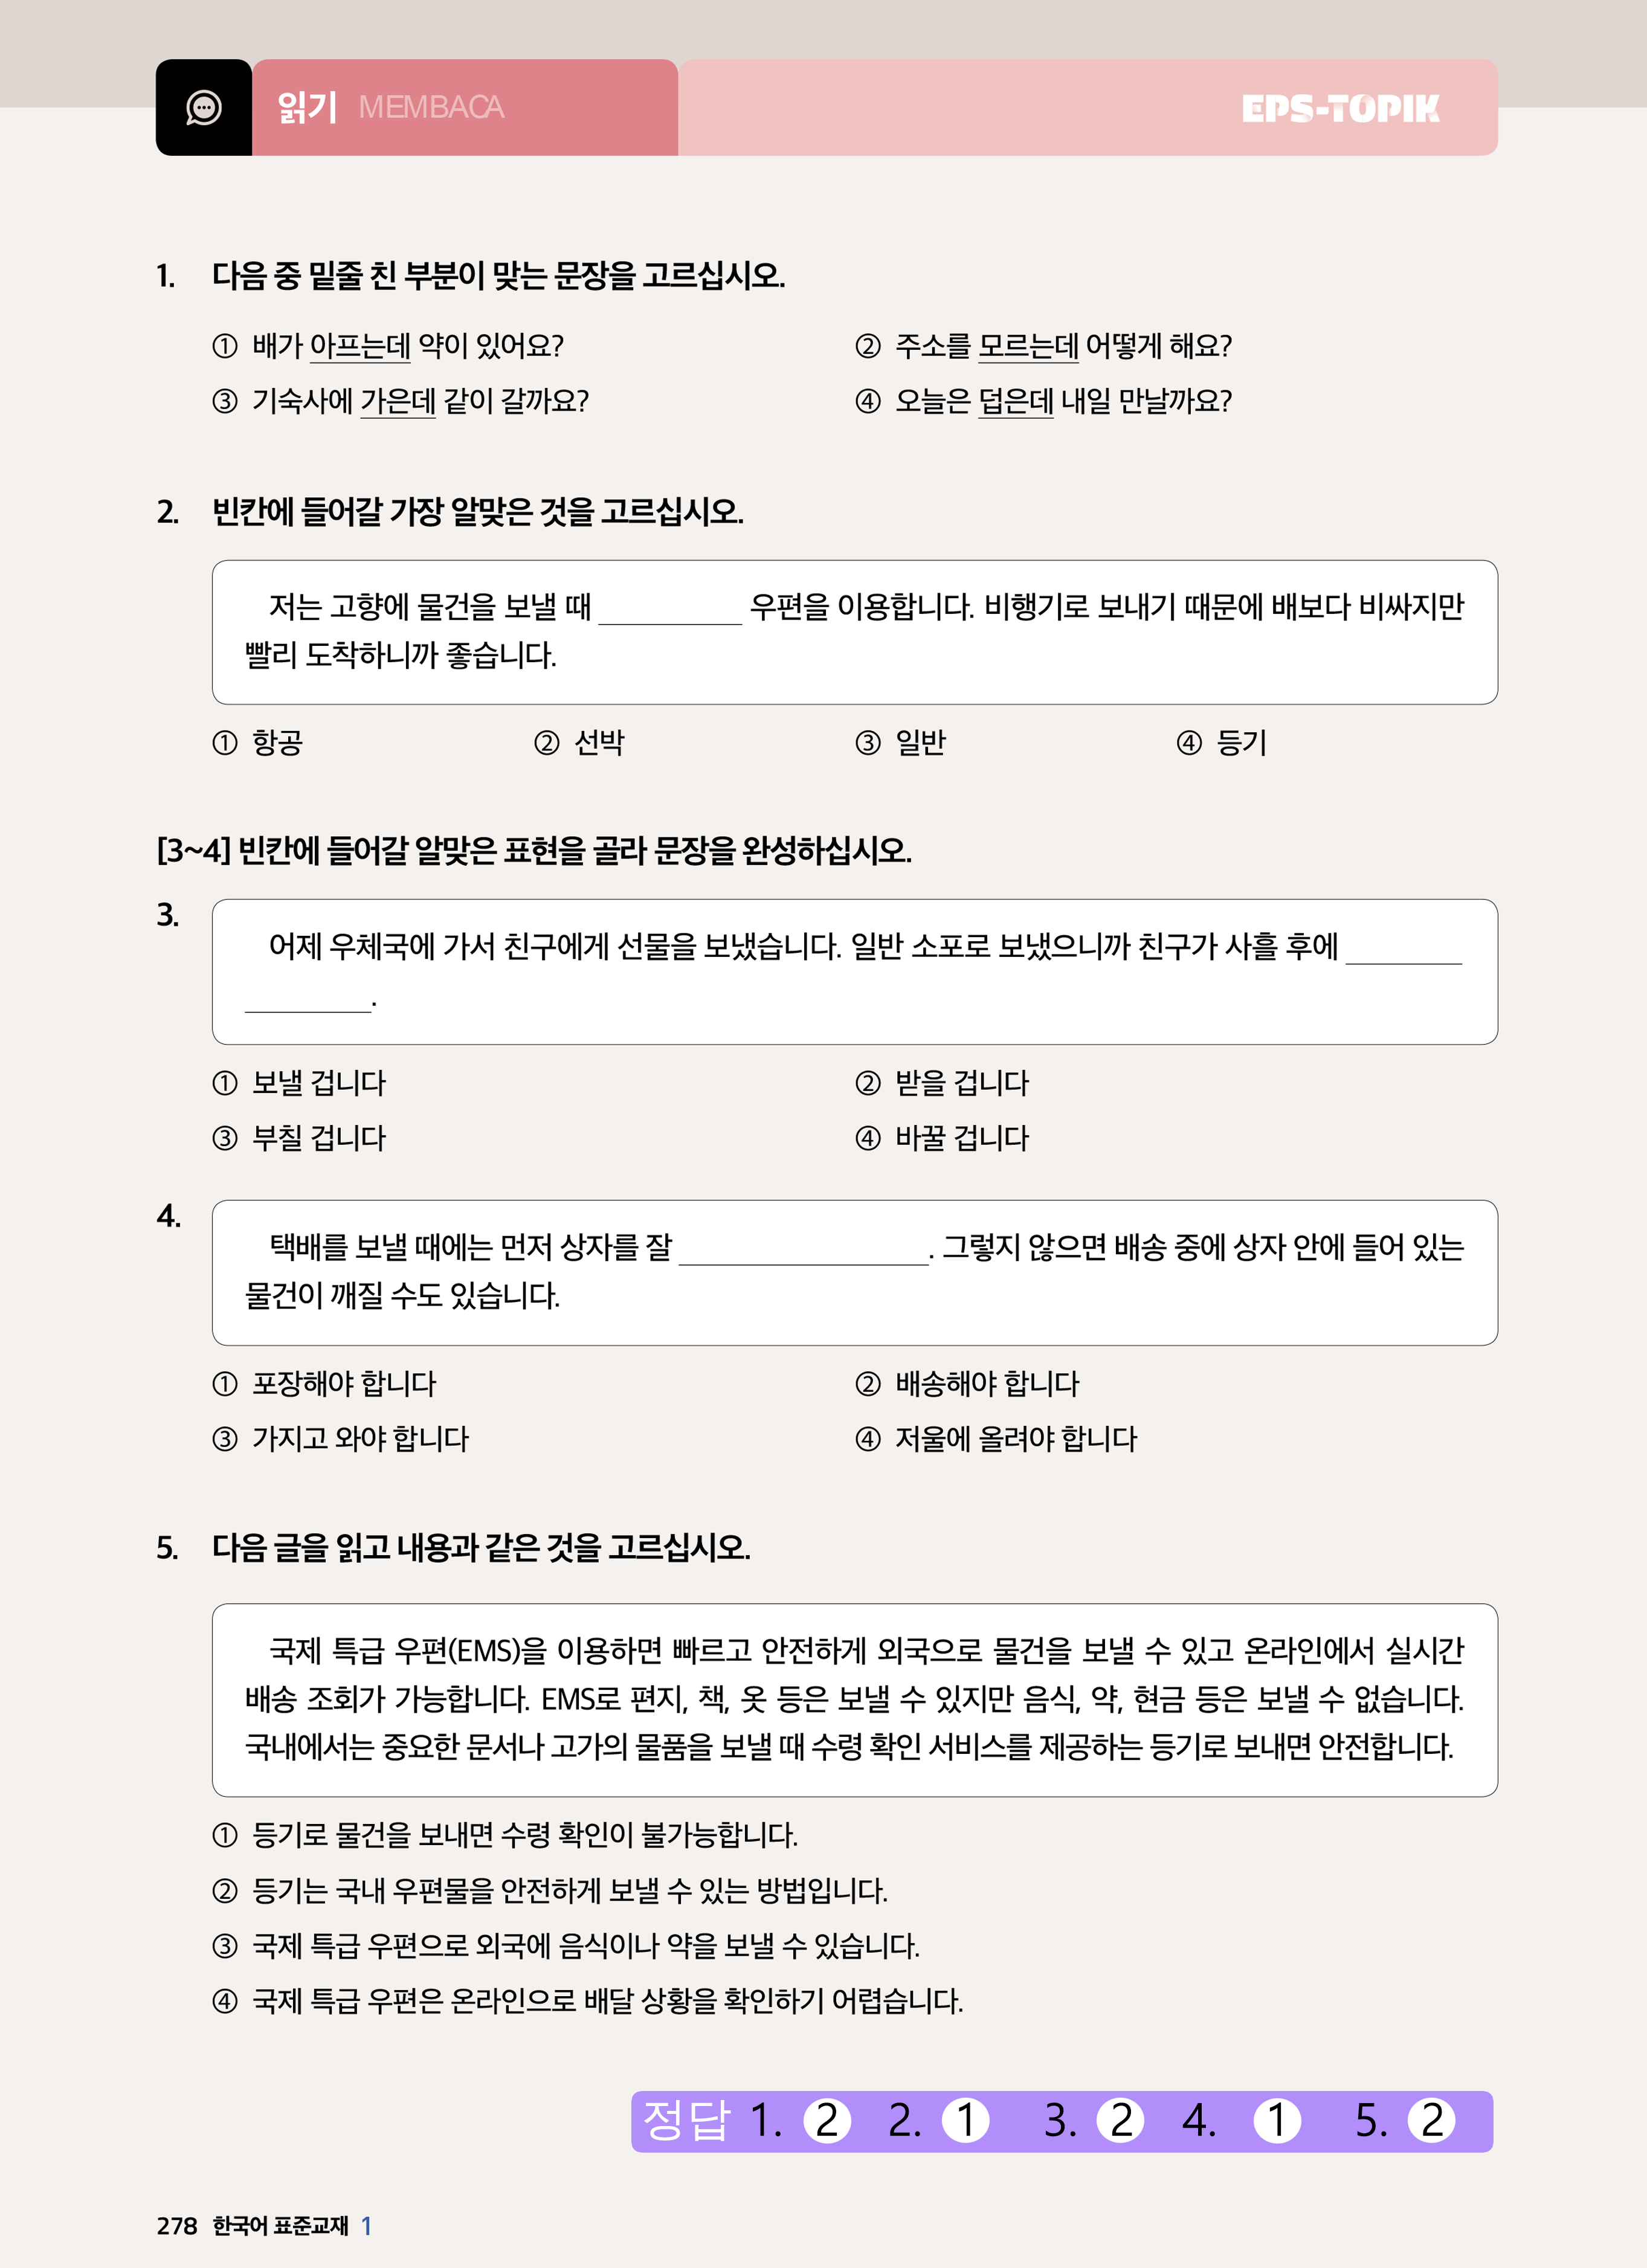 읽기 MEMBACA EPS-TOPIK
1. 다음 중 밑줄 친 부분이 맞는 문장을 고르십시오.
① 배가 아프는데 약이 있어요? ② 주소를 모르는데 어떻게 해요?
③ 기숙사에 가은데 같이 갈까요? ④ 오늘은 덥은데 내일 만날까요?
2. 빈칸에 들어갈 가장 알맞은 것을 고르십시오.
저는 고향에 물건을 보낼 때 __________ 우편을 이용합니다. 비행기로 보내기 때문에 배보다 비싸지만
빨리 도착하니까 좋습니다.
① 항공 ② 선박 ③ 일반 ④ 등기
[3~4] 빈칸에 들어갈 알맞은 표현을 골라 문장을 완성하십시오.
3. 어제 우체국에 가서 친구에게 선물을 보냈습니다. 일반 소포로 보냈으니까 친구가 사흘 후에 ________
_________.
① 보낼 겁니다 ② 받을 겁니다
③ 부칠 겁니다 ④ 바꿀 겁니다
4. 택배를 보낼 때에는 먼저 상자를 잘 __________________. 그렇지 않으면 배송 중에 상자 안에 들어 있는
물건이 깨질 수도 있습니다.
① 포장해야 합니다 ② 배송해야 합니다
③ 가지고 와야 합니다 ④ 저울에 올려야 합니다
5. 다음 글을 읽고 내용과 같은 것을 고르십시오.
국제 특급 우편(EMS)을 이용하면 빠르고 안전하게 외국으로 물건을 보낼 수 있고 온라인에서 실시간
배송 조회가 가능합니다. EMS로 편지, 책, 옷 등은 보낼 수 있지만 음식, 약, 현금 등은 보낼 수 없습니다.
국내에서는 중요한 문서나 고가의 물품을 보낼 때 수령 확인 서비스를 제공하는 등기로 보내면 안전합니다.
① 등기로 물건을 보내면 수령 확인이 불가능합니다.
② 등기는 국내 우편물을 안전하게 보낼 수 있는 방법입니다.
③ 국제 특급 우편으로 외국에 음식이나 약을 보낼 수 있습니다.
④ 국제 특급 우편은 온라인으로 배달 상황을 확인하기 어렵습니다.
정답 1. 2 2. 1 3. 2 4. 1 5. 2
278 한국어 표준교재 1